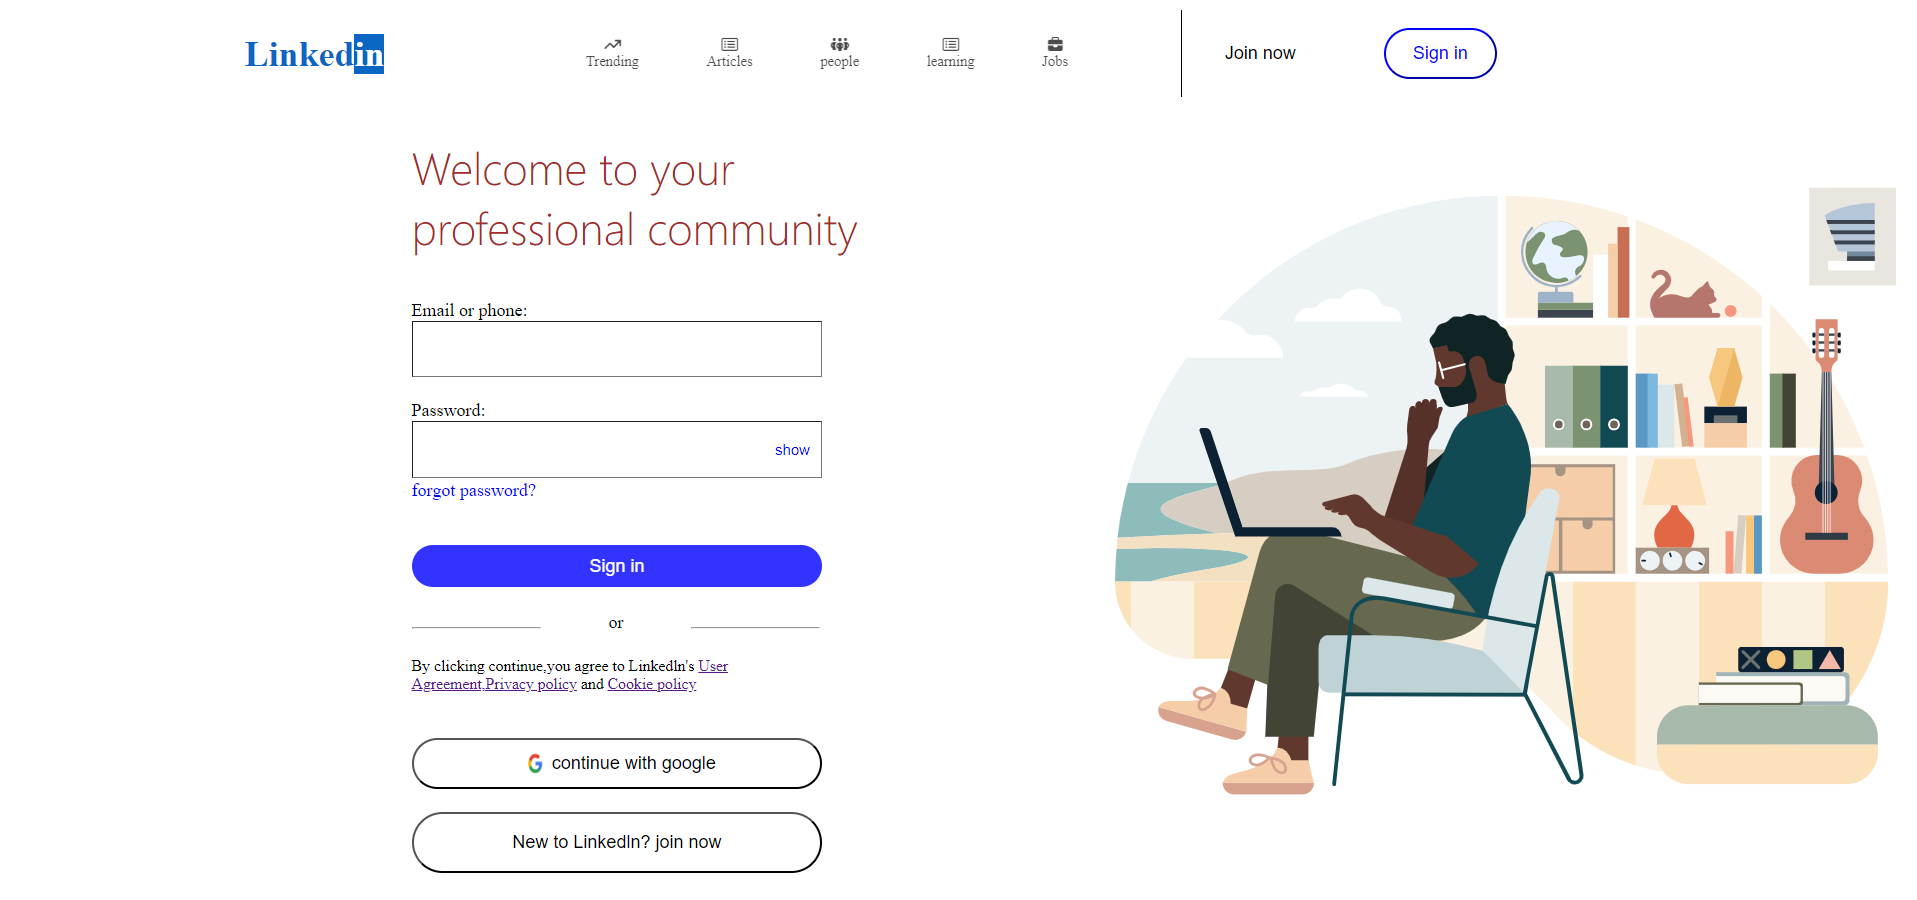 Linkedin
Trending
Articles
people
learning
Jobs
Join now
Sign in
Welcome to your
professional community
Email or phone:
Password:
show
forgot password?
Sign in
or
By clicking continue,you agree to LinkedIn's User
Agreement,Privacy policy and Cookie policy
continue with google
New to LinkedIn? join now